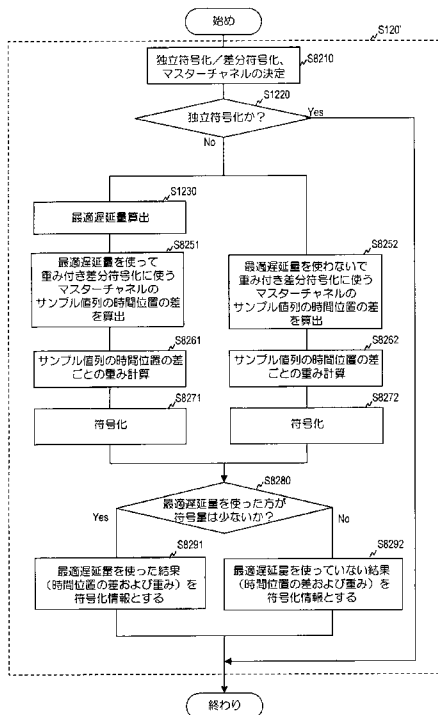 始め
S120'
独立符号化／差分符号化、
マスターチャネルの決定
S8210
S1220
独立符号化か？
Yes
No
S1230
最適遅延量算出
S8251
最適遅延量を使って
重み付き差分符号化に使う
マスターチャネルの
サンプル値列の時間位置の差
を算出
S8252
最適遅延量を使わないで
重み付き差分符号化に使う
マスターチャネルの
サンプル値列の時間位置の差
を算出
S8261
サンプル値列の時間位置の差
ごとの重み計算
S8262
サンプル値列の時間位置の差
ごとの重み計算
S8271
符号化
S8272
符号化
S8280
最適遅延量を使った方が
符号量は少ないか？
Yes
No
S8291
最適遅延量を使った結果
（時間位置の差および重み）を
符号化情報とする
S8292
最適遅延量を使っていない結果
（時間位置の差および重み）を
符号化情報とする
終わり